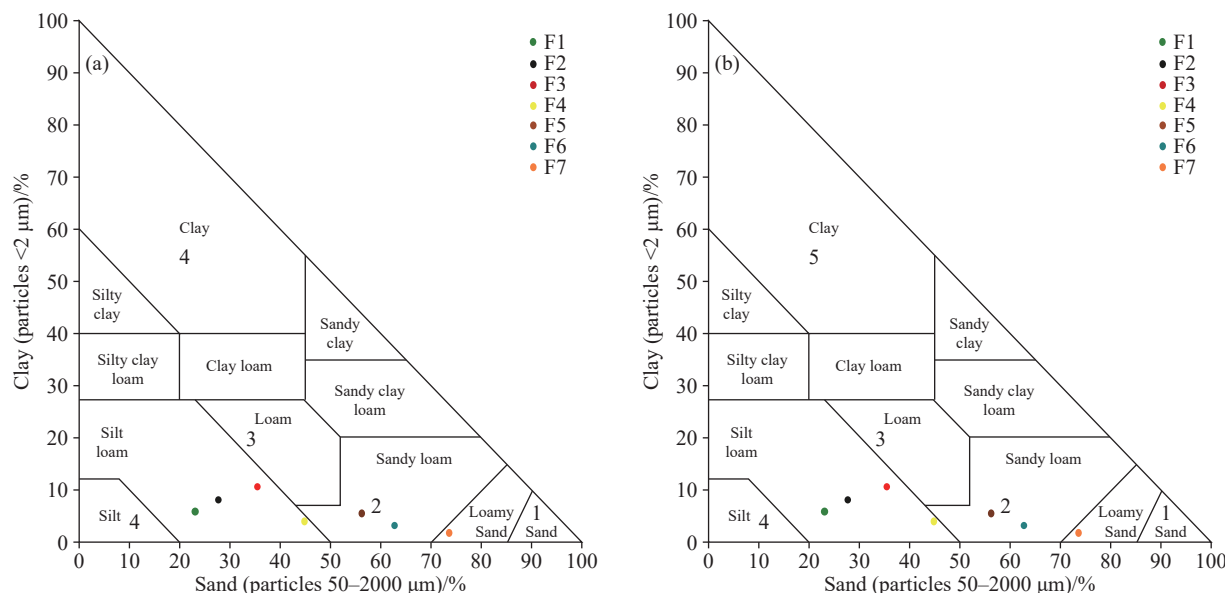 (a)
F1
F2
F3
F4
F5
F6
F7
100
90
80
70
60
50
40
30
20
10
0
Clay (particles <2 μm)/%
Clay
4
Silty
clay
Sandy
clay
Silty clay
loam
Clay loam
Sandy clay
loam
Loam
3
Silt
loam
Sandy loam
2
Silt 4
Loamy
Sand
1
Sand
0 10 20 30 40 50 60 70 80 90 100
Sand (particles 50–2000 μm)/%
(b)
F1
F2
F3
F4
F5
F6
F7
100
90
80
70
60
50
40
30
20
10
0
Clay (particles <2 μm)/%
Clay
5
Silty
clay
Sandy
clay
Silty clay
loam
Clay loam
Sandy clay
loam
Loam
3
Silt
loam
Sandy loam
2
Silt 4
Loamy
Sand
1
Sand
0 10 20 30 40 50 60 70 80 90 100
Sand (particles 50–2000 μm)/%